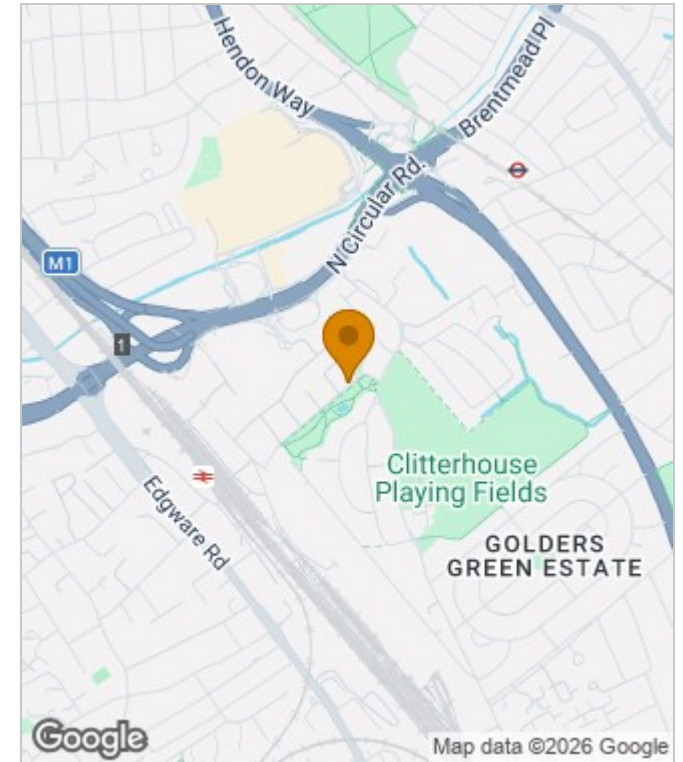 Hendon Way
Brentmead Pl
N Circular Rd.
M1
1
Edgware Rd
Clitterhouse
Playing Fields
GOLDERS
GREEN ESTATE
Google
Map data ©2026 Google